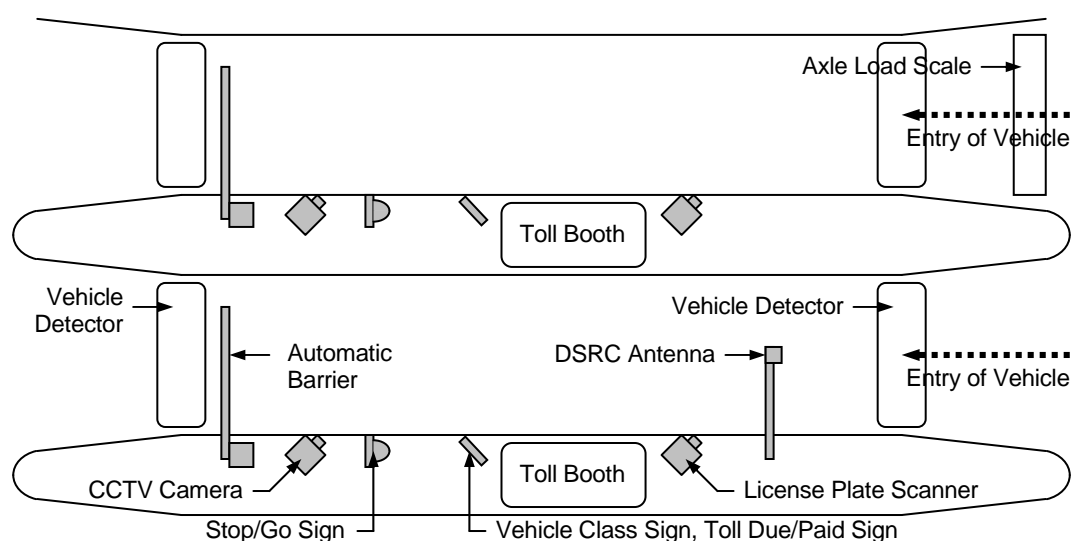 Axle Load Scale
Entry of Vehicle
Toll Booth
Vehicle
Detector
Vehicle Detector
Automatic
Barrier
DSRC Antenna
Entry of Vehicle
Toll Booth
CCTV Camera
License Plate Scanner
Stop/Go Sign
Vehicle Class Sign, Toll Due/Paid Sign